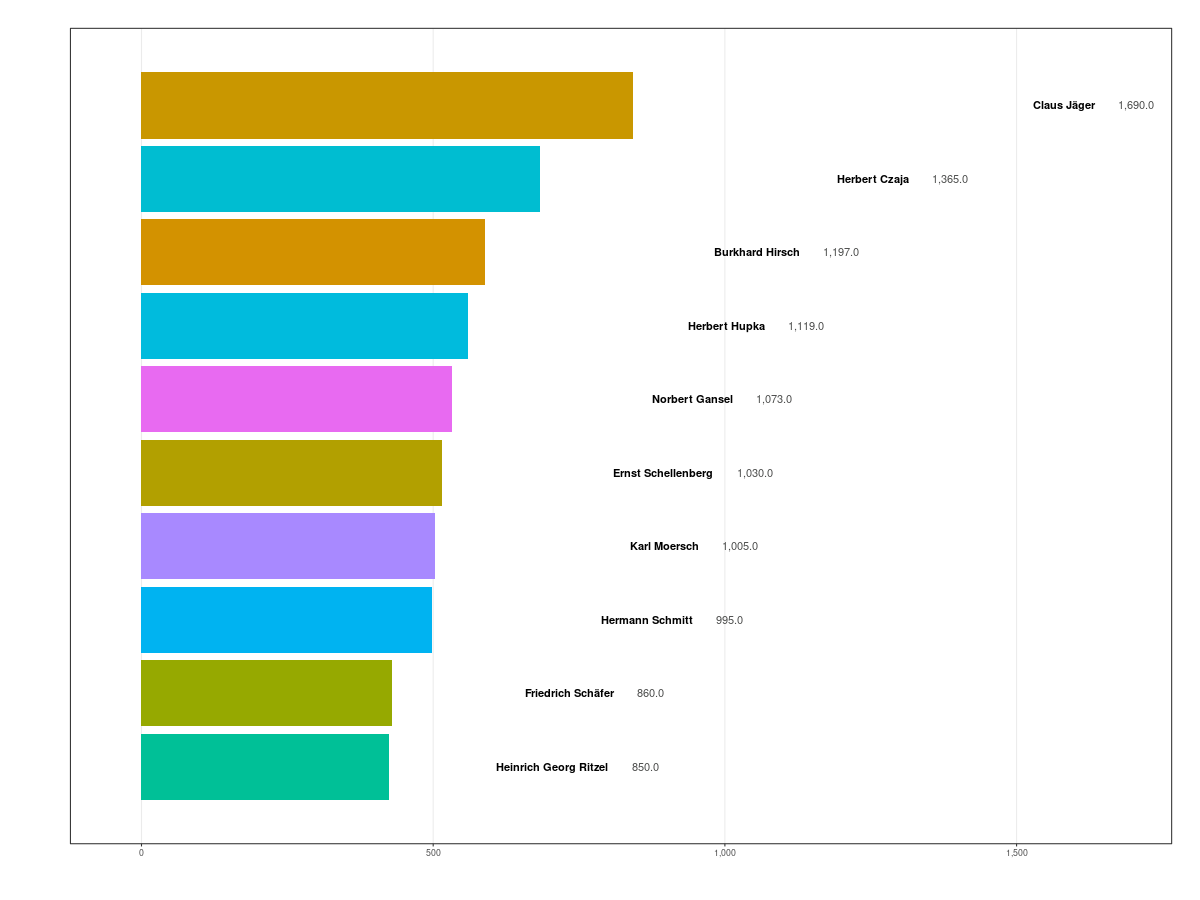 Claus Jäger 1,690.0
Herbert Czaja 1,365.0
Burkhard Hirsch 1,197.0
Herbert Hupka 1,119.0
Norbert Gansel 1,073.0
Ernst Schellenberg 1,030.0
Karl Moersch 1,005.0
Hermann Schmitt 995.0
Friedrich Schäfer 860.0
Heinrich Georg Ritzel 850.0
0 500 1,000 1,500